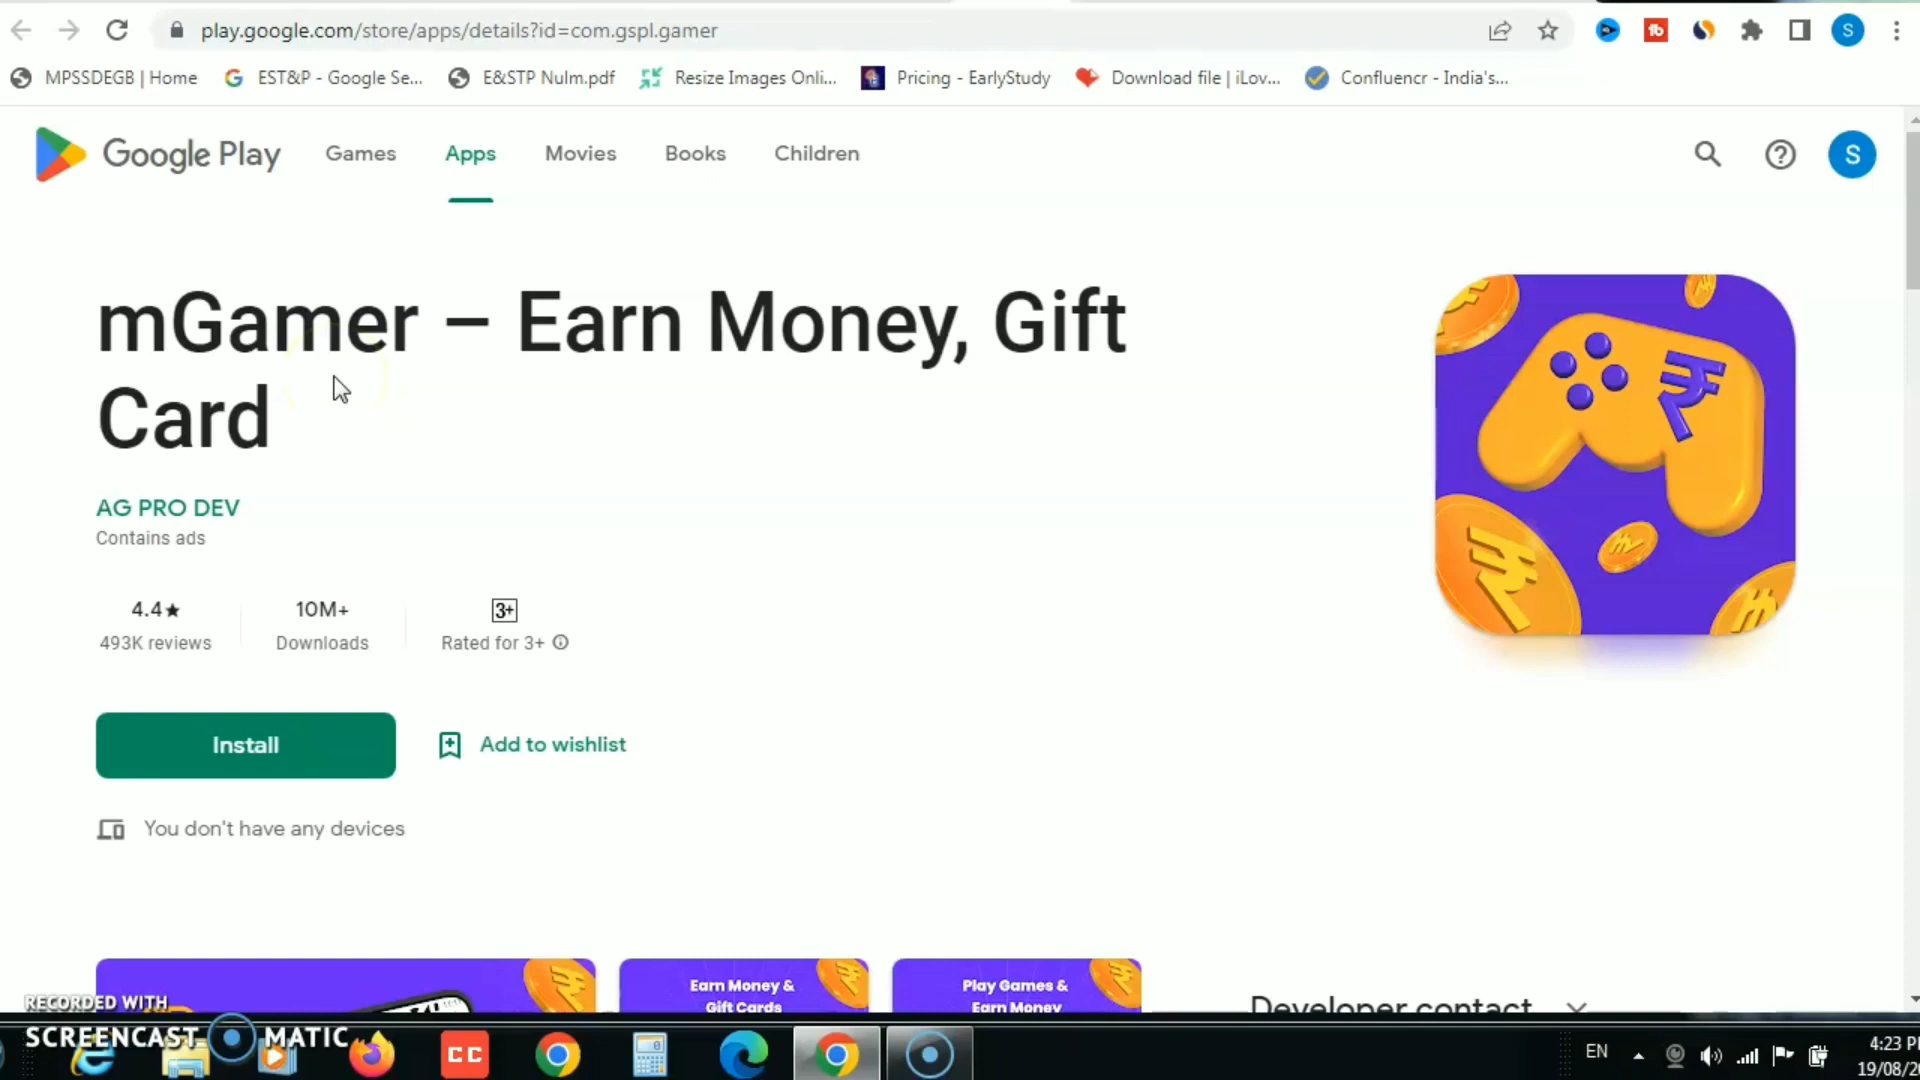 play.google.com/store/apps/details?id=com.gspl.gamer
S
MPSSDEGB | Home
EST&P - Google Se...
E&STP Nulm.pdf
Resize Images Onli...
Pricing - EarlyStudy
Download file | iLov...
Confluencr - India's...
Google Play
Games
Apps
Movies
Books
Children
S
mGamer – Earn Money, Gift
Card
AG PRO DEV
Contains ads
4.4★
493K reviews
10M+
Downloads
3+
Rated for 3+
Install
Add to wishlist
You don't have any devices
Earn Money &
Gift Cards
Play Games &
Earn Money
Developer contact
RECORDED WITH
SCREENCAST MATIC
CC
EN
4:23 P
19/08/2